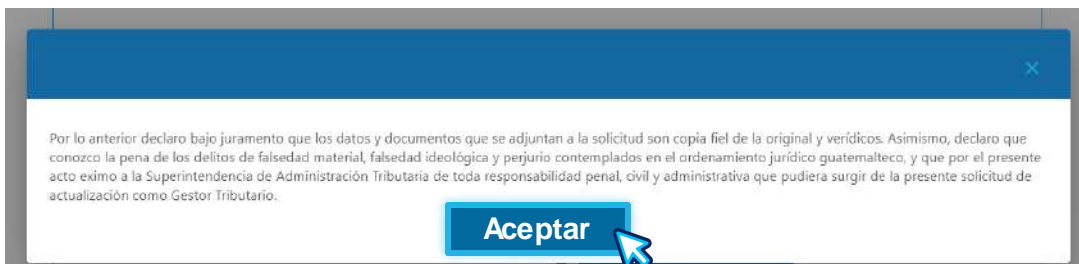 Por lo anterior declaro bajo juramento que los datos y documentos que se adjuntan a la solicitud son copia fiel de la original y verídicos. Asimismo, declaro que
conozco la pena de los delitos de falsedad material, falsedad ideológica y perjurio contemplados en el ordenamiento jurídico guatemalteco, y que por el presente
acto eximo a la Superintendencia de Administración Tributaria de toda responsabilidad penal, civil y administrativa que pudiera surgir de la presente solicitud de
actualización como Gestor Tributario.
Aceptar